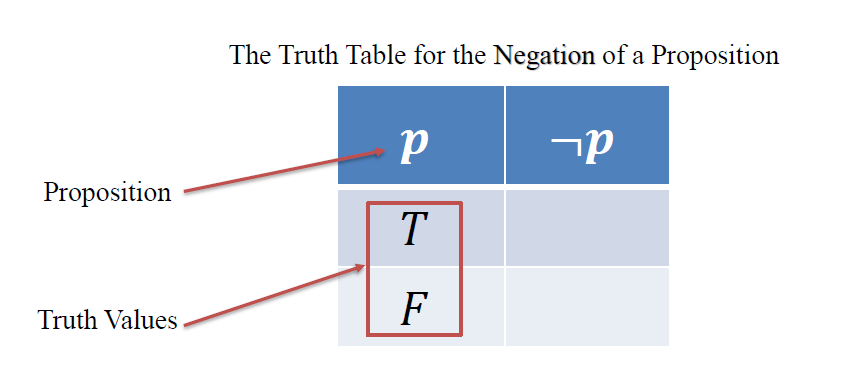 The Truth Table for the Negation of a Proposition
p ¬p
Proposition
T
F
Truth Values